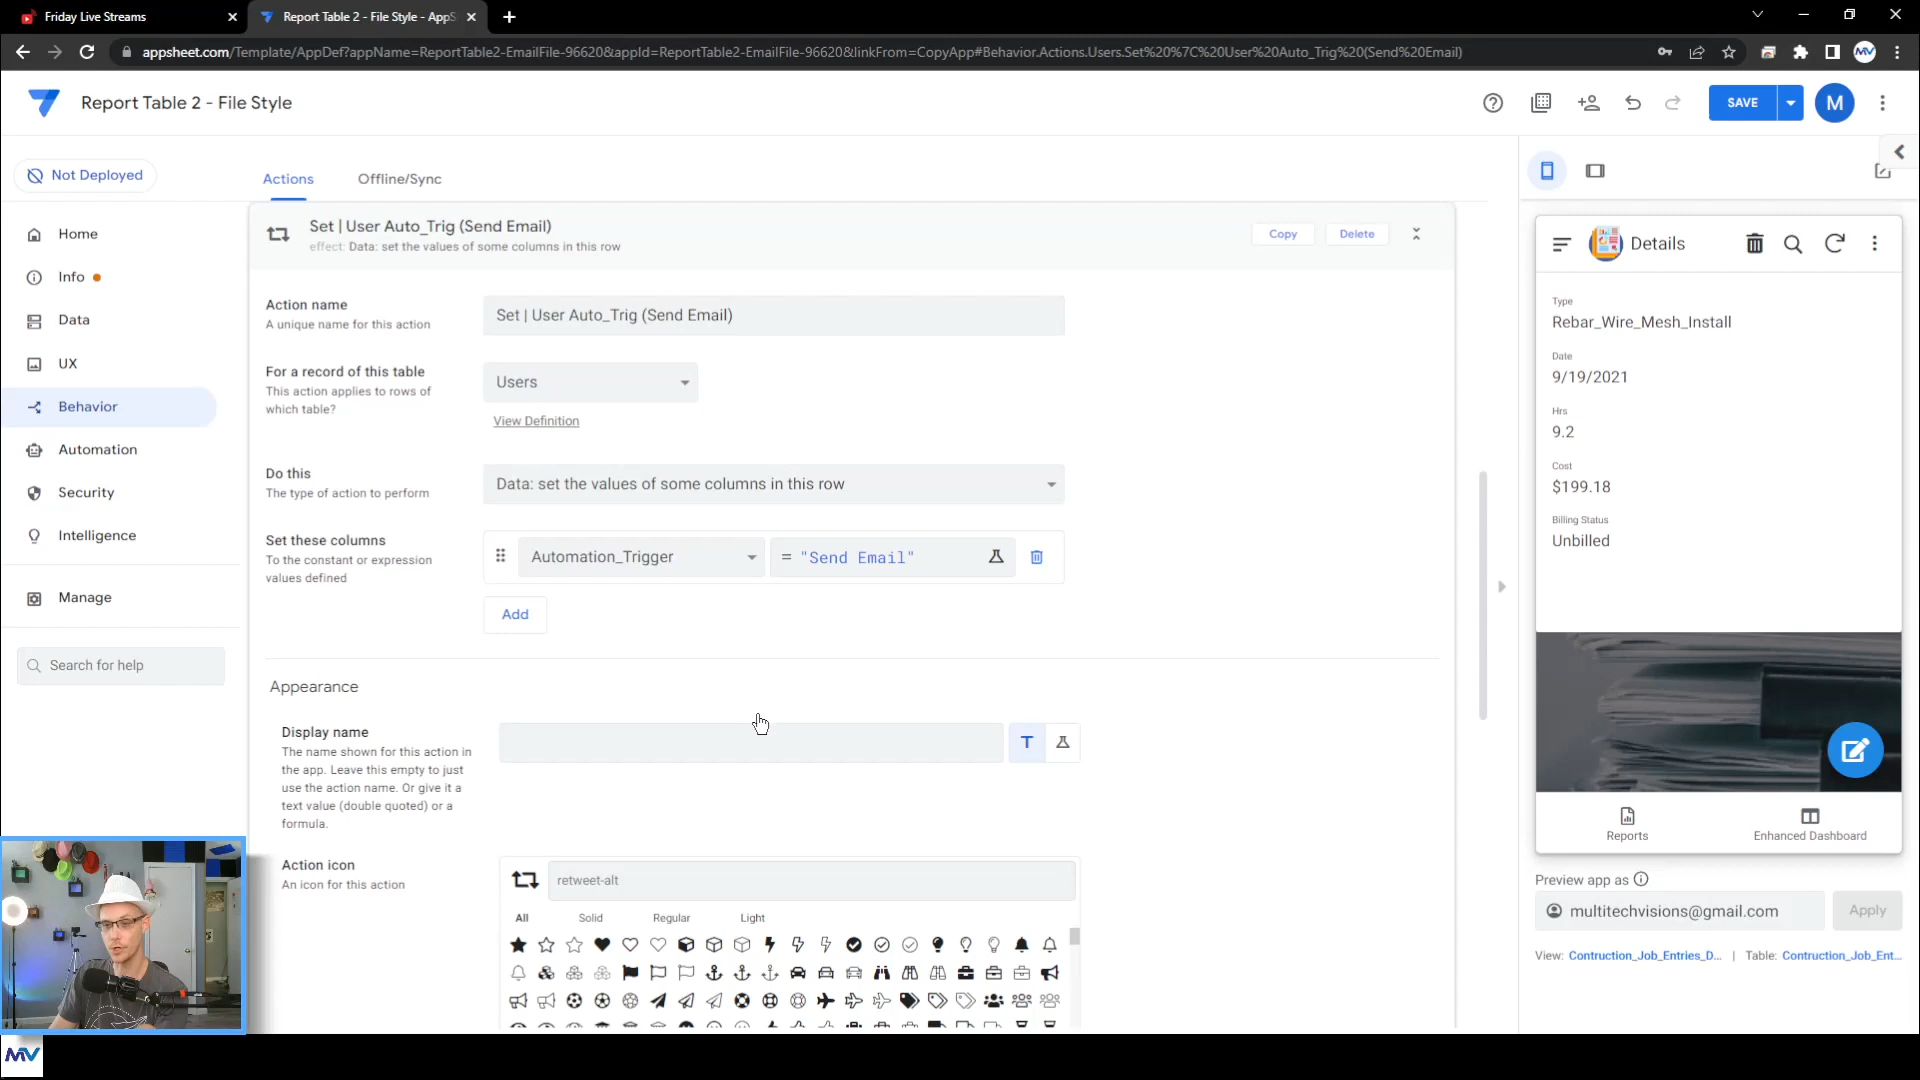 Friday Live Streams
Report Table 2 - File Style - AppS
appsheet.com/Template/AppDef?appName=ReportTable2-EmailFile-96620&appId=ReportTable2-EmailFile-96620&linkFrom=CopyApp#Behavior.Actions.Users.Set%20%7C%20User%20Auto_Trig%20(Send%20Email)
MV
Report Table 2 - File Style
SAVE
M
Not Deployed
Home
Info
Data
UX
Behavior
Automation
Security
Intelligence
Manage
Search for help
Actions
Offline/Sync
Set | User Auto_Trig (Send Email)
effect: Data: set the values of some columns in this row
Copy
Delete
Action name
A unique name for this action
Set | User Auto_Trig (Send Email)
For a record of this table
This action applies to rows of
which table?
Users
View Definition
Do this
The type of action to perform
Data: set the values of some columns in this row
Set these columns
To the constant or expression
values defined
Automation_Trigger
= "Send Email"
Add
Appearance
Display name
The name shown for this action in
the app. Leave this empty to just
use the action name. Or give it a
text value (double quoted) or a
formula.
T
Action icon
An icon for this action
retweet-alt
All
Solid
Regular
Light
Details
Type
Rebar_Wire_Mesh_Install
Date
9/19/2021
Hrs
9.2
Cost
$199.18
Billing Status
Unbilled
Reports
Enhanced Dashboard
Preview app as
multitechvisions@gmail.com
Apply
View: Contruction_Job_Entries_D... | Table: Contruction_Job_Ent...
MV